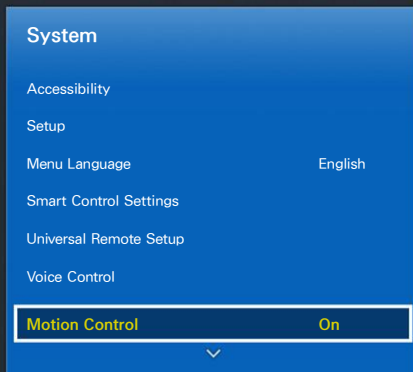 System
Accessibility
Setup
Menu Language English
Smart Control Settings
Universal Remote Setup
Voice Control
Motion Control On